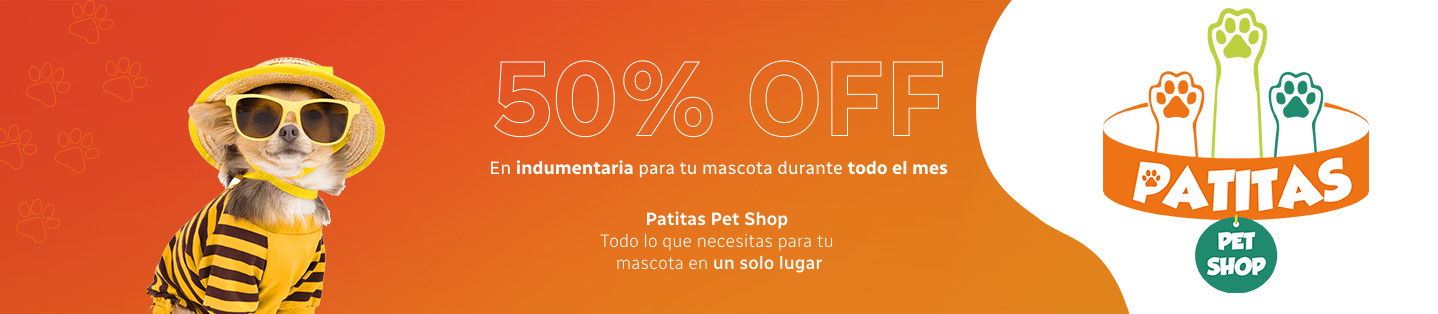 50% OFF
En indumentaria para tu mascota durante todo el mes
Patitas Pet Shop
Todo lo que necesitas para tu
mascota en un solo lugar
PATITAS
PET
SHOP